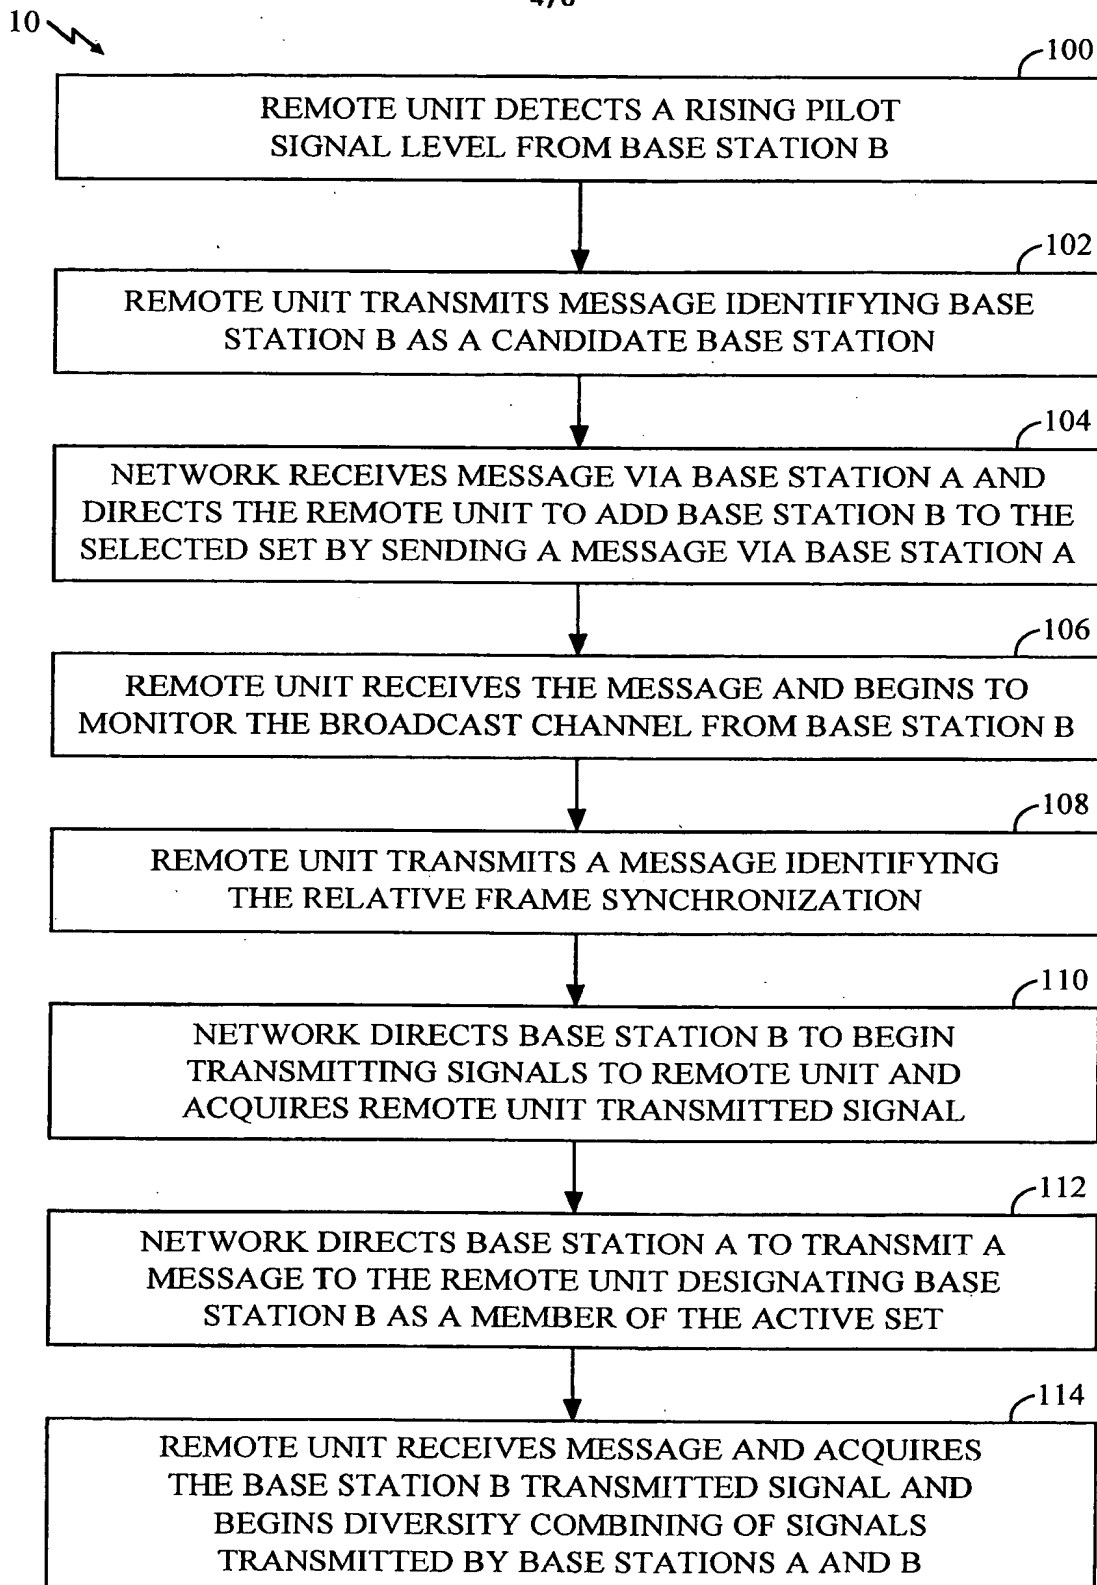 10
100
REMOTE UNIT DETECTS A RISING PILOT
SIGNAL LEVEL FROM BASE STATION B
102
REMOTE UNIT TRANSMITS MESSAGE IDENTIFYING BASE
STATION B AS A CANDIDATE BASE STATION
104
NETWORK RECEIVES MESSAGE VIA BASE STATION A AND
DIRECTS THE REMOTE UNIT TO ADD BASE STATION B TO THE
SELECTED SET BY SENDING A MESSAGE VIA BASE STATION A
106
REMOTE UNIT RECEIVES THE MESSAGE AND BEGINS TO
MONITOR THE BROADCAST CHANNEL FROM BASE STATION B
108
REMOTE UNIT TRANSMITS A MESSAGE IDENTIFYING
THE RELATIVE FRAME SYNCHRONIZATION
110
NETWORK DIRECTS BASE STATION B TO BEGIN
TRANSMITTING SIGNALS TO REMOTE UNIT AND
ACQUIRES REMOTE UNIT TRANSMITTED SIGNAL
112
NETWORK DIRECTS BASE STATION A TO TRANSMIT A
MESSAGE TO THE REMOTE UNIT DESIGNATING BASE
STATION B AS A MEMBER OF THE ACTIVE SET
114
REMOTE UNIT RECEIVES MESSAGE AND ACQUIRES
THE BASE STATION B TRANSMITTED SIGNAL AND
BEGINS DIVERSITY COMBINING OF SIGNALS
TRANSMITTED BY BASE STATIONS A AND B